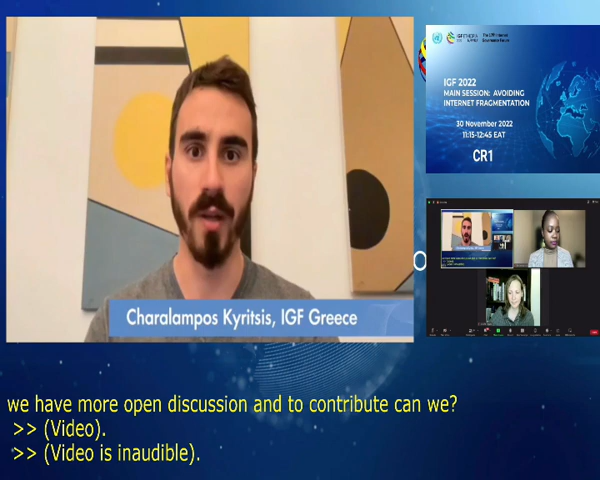 Charalampos Kyritsis, IGF Greece
IGF 2022
MAIN SESSION: AVOIDING
INTERNET FRAGMENTATION
30 November 2022
11:15-12:45 EAT
CR1
we have more open discussion and to contribute can we?
>> (Video).
>> (Video is inaudible).